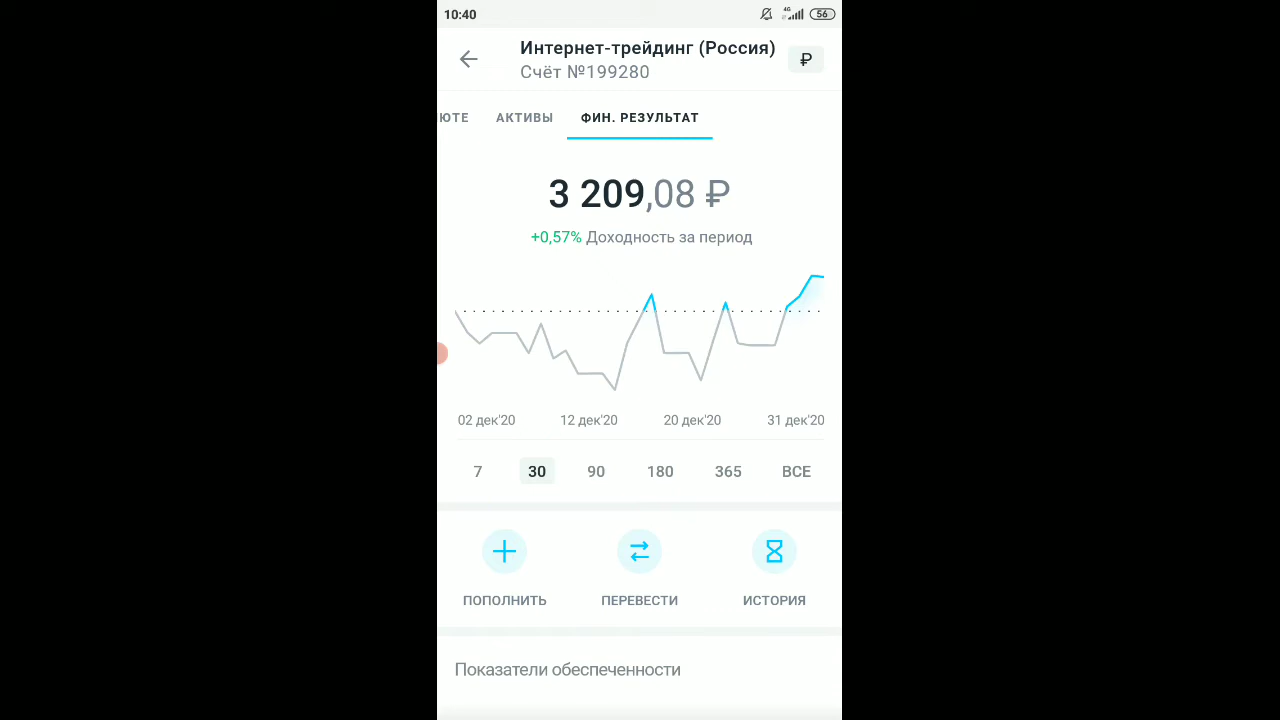 10:40
4G
56
Интернет-трейдинг (Россия)
₽
Счёт №199280
ЮТЕ
АКТИВЫ
ФИН. РЕЗУЛЬТАТ
3 209,08 ₽
+0,57% Доходность за период
02 дек'20
12 дек'20
20 дек'20
31 дек'20
7
30
90
180
365
ВСЕ
ПОПОЛНИТЬ
ПЕРЕВЕСТИ
ИСТОРИЯ
Показатели обеспеченности